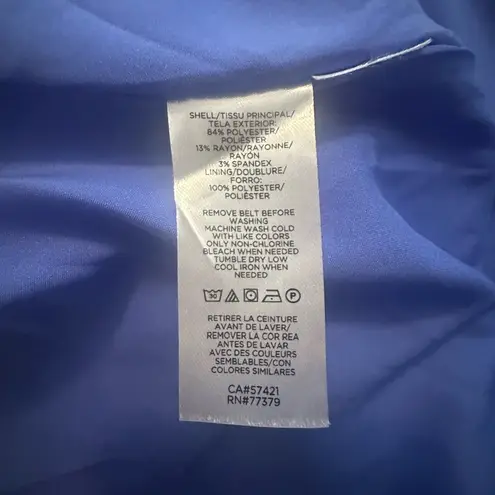 SHELL/TISSU PRINCIPAL/
TELA EXTERIOR:
84% POLYESTER/
POLIÉSTER
13% RAYON/RAYONNE/
RAYÓN
3% SPANDEX
LINING/DOUBLURE/
FORRO:
100% POLYESTER/
POLIÉSTER
REMOVE BELT BEFORE
WASHING
MACHINE WASH COLD
WITH LIKE COLORS
ONLY NON-CHLORINE
BLEACH WHEN NEEDED
TUMBLE DRY LOW
COOL IRON WHEN
NEEDED
P
RETIRER LA CEINTURE
AVANT DE LAVER/
REMOVER LA COR REA
ANTES DE LAVAR
AVEC DES COULEURS
SEMBLABLES/CON
COLORES SIMILARES
CA#57421
RN#77379